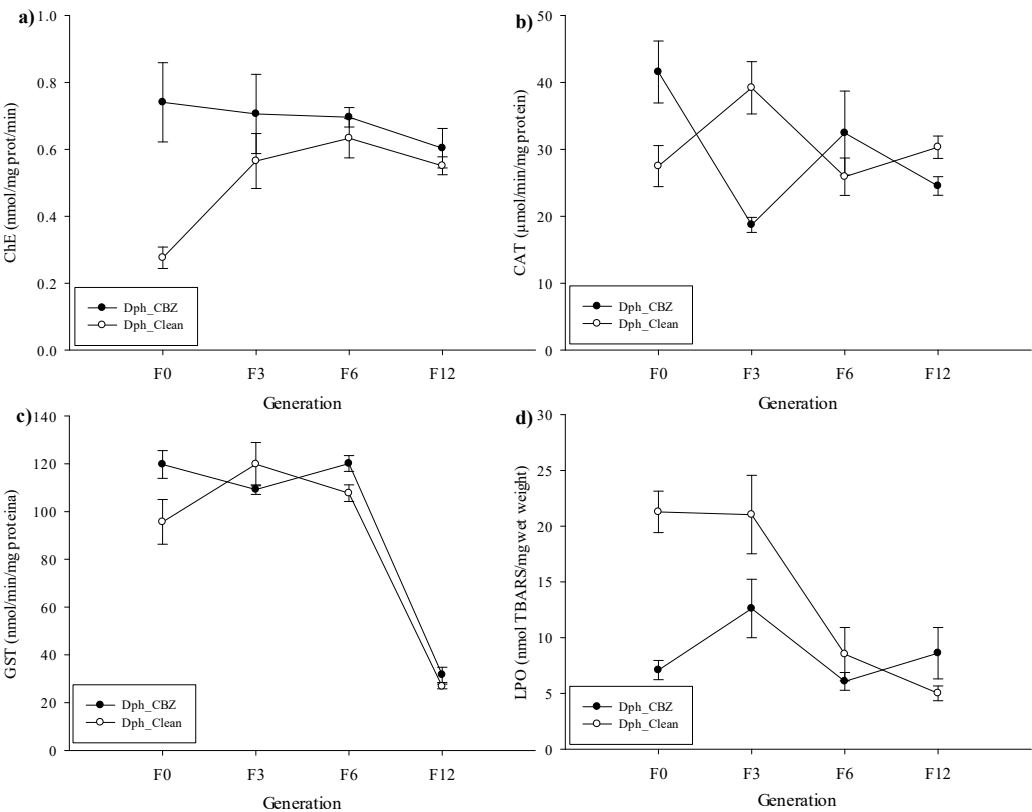 a)
1.0
0.8
0.6
0.4
0.2
0.0
ChE (nmol/mg prot/min)
Dph_CBZ
Dph_Clean
F0 F3 F6 F12
Generation
b)
50
40
30
20
10
0
CAT (µmol/min/mg protein)
Dph_CBZ
Dph_Clean
F0 F3 F6 F12
Generation
c)
140
120
100
80
60
40
20
0
GST (nmol/min/mg proteina)
Dph_CBZ
Dph_Clean
F0 F3 F6 F12
Generation
d)
30
25
20
15
10
5
0
LPO (nmol TBARS/mg wet weight)
Dph_CBZ
Dph_Clean
F0 F3 F6 F12
Generation